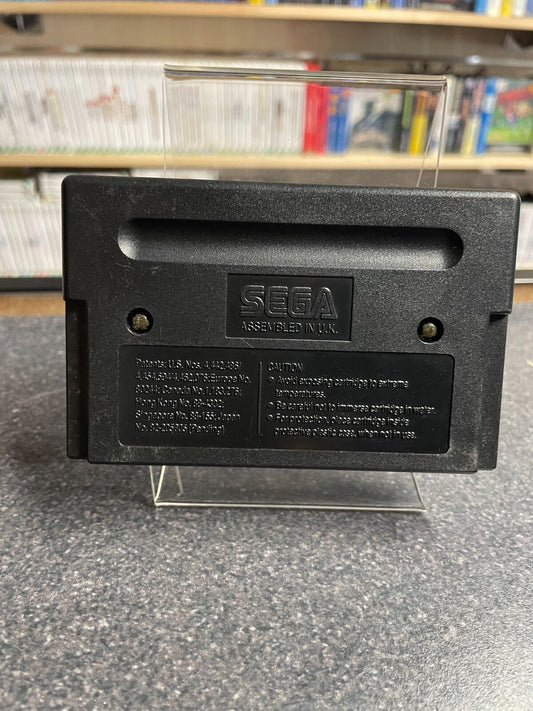 SEGA
ASSEMBLED IN U.K.
Patents: U.S. Nos. 4,442,486/
4,454,594/4,462,076; Europe No.
80244; Canada No. 1,183,276;
Hong Kong No. 88-4302;
Singapore No. 88-155; Japan
No. 82-205605 (Pending)
CAUTION
• Avoid exposing cartridge to extreme
temperatures.
• Be careful not to immerse cartridge in water.
• For protection, place cartridge inside
protective plastic case, when not in use.